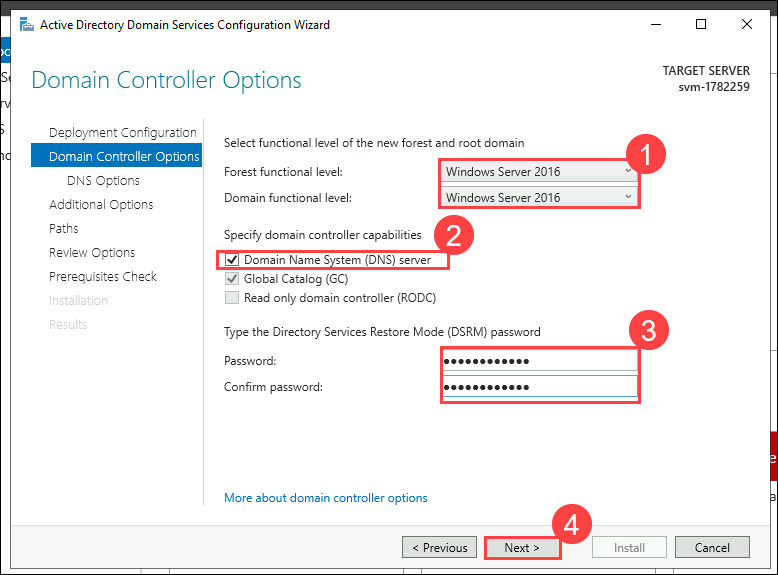 Active Directory Domain Services Configuration Wizard
Domain Controller Options
TARGET SERVER
svm-1782259
Deployment Configuration
Domain Controller Options
DNS Options
Additional Options
Paths
Review Options
Prerequisites Check
Installation
Results
Select functional level of the new forest and root domain
1
Forest functional level: Windows Server 2016
Domain functional level: Windows Server 2016
Specify domain controller capabilities 2
Domain Name System (DNS) server
Global Catalog (GC)
Read only domain controller (RODC)
Type the Directory Services Restore Mode (DSRM) password 3
Password: ●●●●●●●●●●●●
Confirm password: ●●●●●●●●●●●●
More about domain controller options
4
< Previous Next > Install Cancel